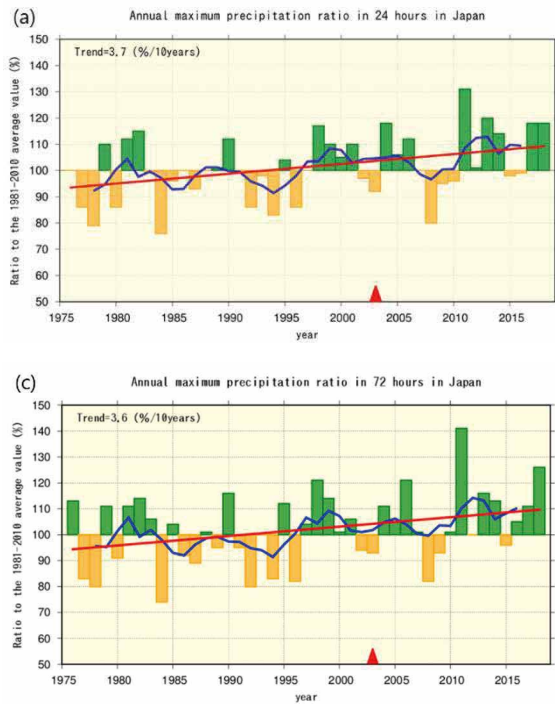 (a)
Annual maximum precipitation ratio in 24 hours in Japan
Trend=3.7 (%/10years)
Ratio to the 1981-2010 average value (%)
150
140
130
120
110
100
90
80
70
60
50
1975 1980 1985 1990 1995 2000 2005 2010 2015
year
(c)
Annual maximum precipitation ratio in 72 hours in Japan
Trend=3.6 (%/10years)
Ratio to the 1981-2010 average value (%)
150
140
130
120
110
100
90
80
70
60
50
1975 1980 1985 1990 1995 2000 2005 2010 2015
year